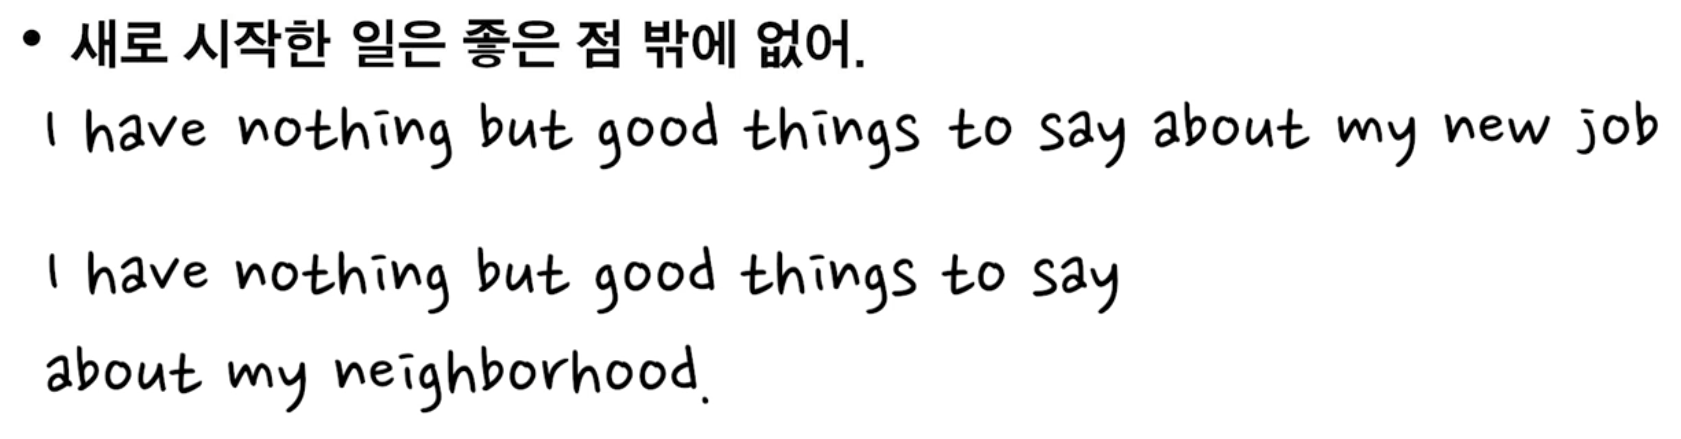 • 새로 시작한 일은 좋은 점 밖에 없어.
I have nothing but good things to say about my new job
I have nothing but good things to say
about my neighborhood.